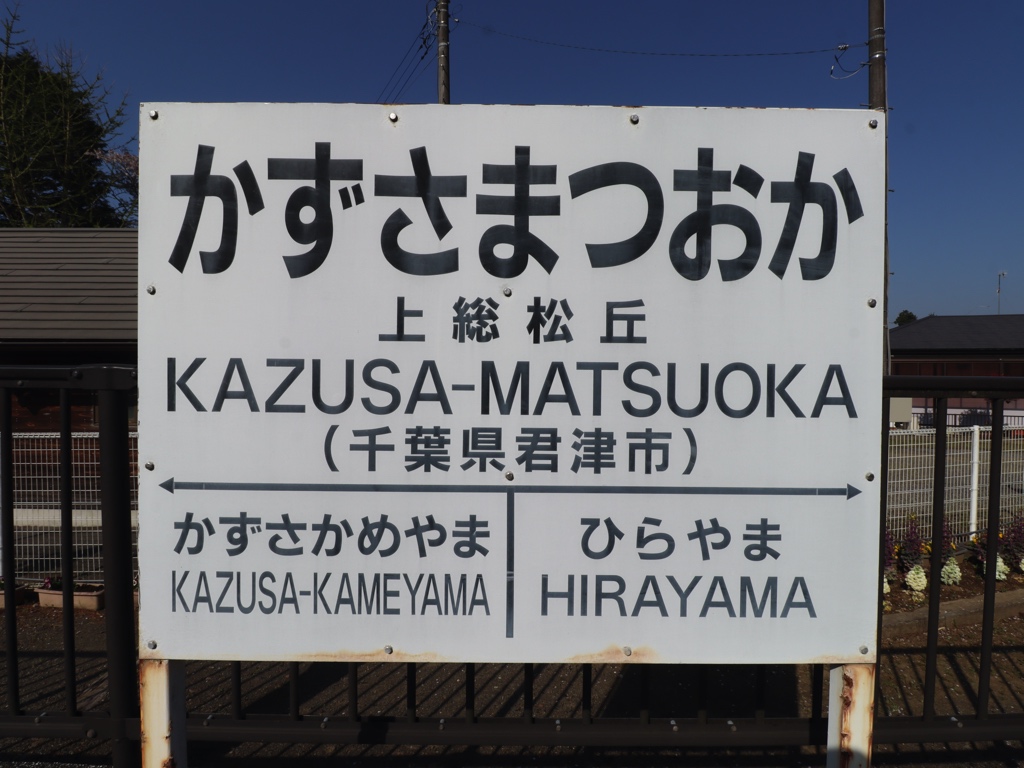 かずさまつおか
上総松丘
KAZUSA-MATSUOKA
(千葉県君津市)
かずさかめやま ひらやま
KAZUSA-KAMEYAMA HIRAYAMA